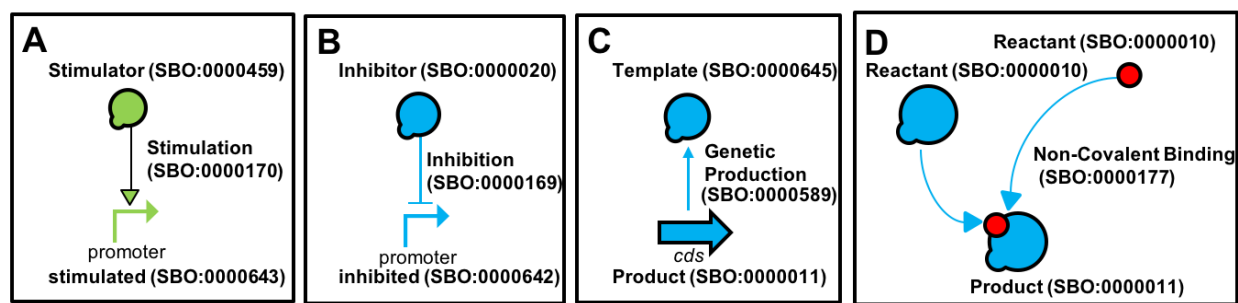 A
Stimulator (SBO:0000459)
Stimulation
(SBO:0000170)
promoter
stimulated (SBO:0000643)
B
Inhibitor (SBO:0000020)
Inhibition
(SBO:0000169)
promoter
inhibited (SBO:0000642)
C
Template (SBO:0000645)
Genetic
Production
(SBO:0000589)
cds
Product (SBO:0000011)
D
Reactant (SBO:0000010)
Reactant (SBO:0000010)
Non-Covalent Binding
(SBO:0000177)
Product (SBO:0000011)